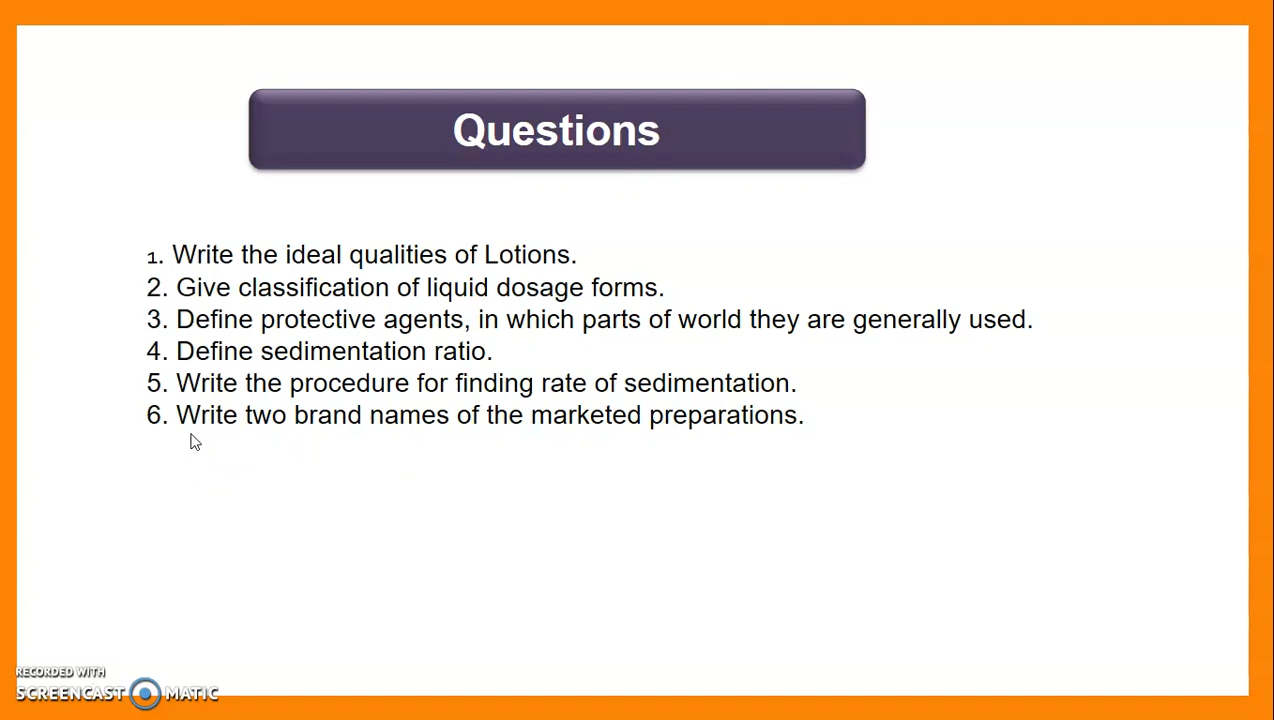 Questions
1. Write the ideal qualities of Lotions.
2. Give classification of liquid dosage forms.
3. Define protective agents, in which parts of world they are generally used.
4. Define sedimentation ratio.
5. Write the procedure for finding rate of sedimentation.
6. Write two brand names of the marketed preparations.
RECORDED WITH
SCREENCAST MATIC